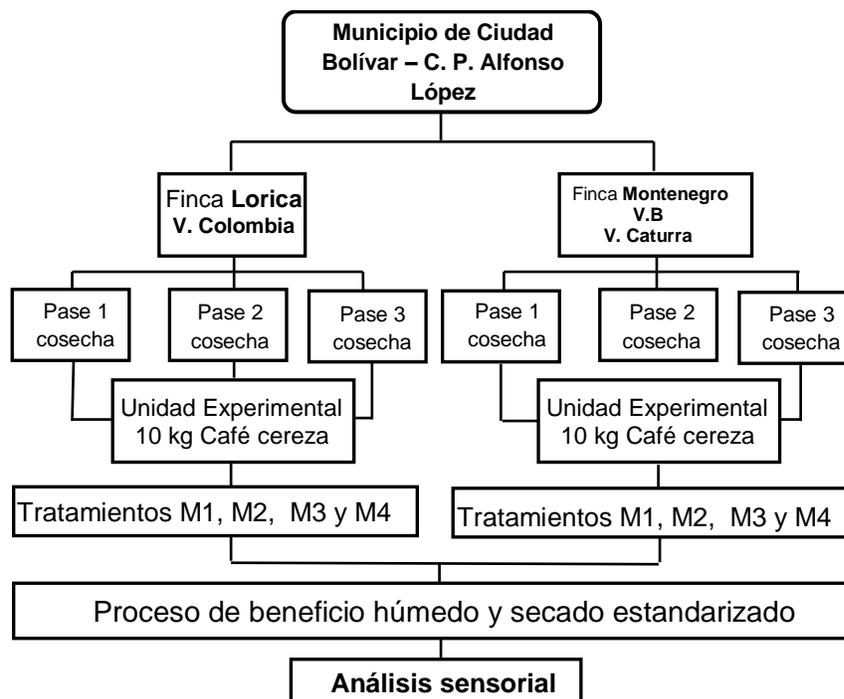 Municipio de Ciudad
Bolívar – C. P. Alfonso
López
Finca Lorica
V. Colombia
Finca Montenegro
V.B
V. Caturra
Pase 1
cosecha
Pase 2
cosecha
Pase 3
cosecha
Pase 1
cosecha
Pase 2
cosecha
Pase 3
cosecha
Unidad Experimental
10 kg Café cereza
Unidad Experimental
10 kg Café cereza
Tratamientos M1, M2, M3 y M4
Tratamientos M1, M2, M3 y M4
Proceso de beneficio húmedo y secado estandarizado
Análisis sensorial